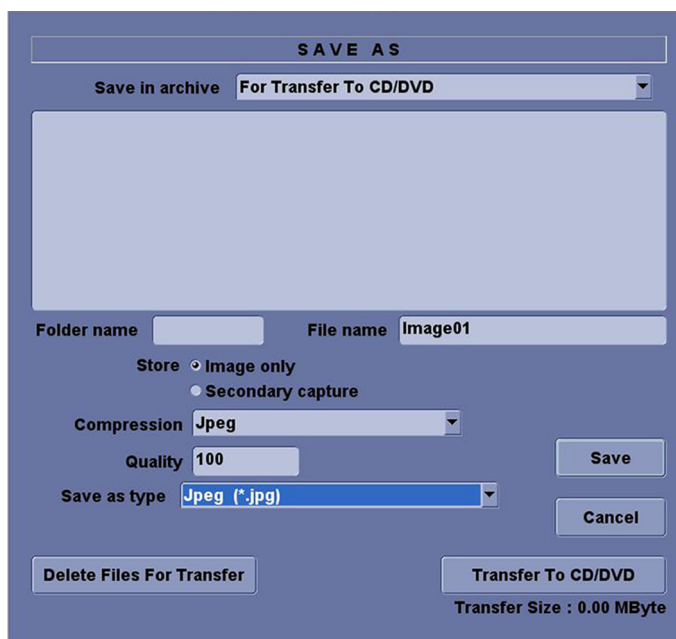 SAVE AS
Save in archive For Transfer To CD/DVD
Folder name File name Image01
Store Image only
Secondary capture
Compression Jpeg
Quality 100
Save
Save as type Jpeg (*.jpg)
Cancel
Delete Files For Transfer Transfer To CD/DVD
Transfer Size : 0.00 MByte